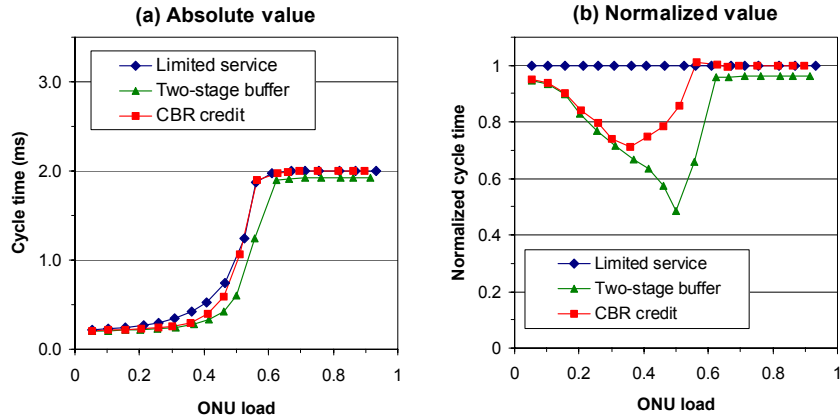 (a) Absolute value
3.0
2.0
1.0
0.0
Cycle time (ms)
Limited service
Two-stage buffer
CBR credit
0 0.2 0.4 0.6 0.8 1
ONU load
(b) Normalized value
1
0.8
0.6
0.4
0.2
0
Normalized cycle time
Limited service
Two-stage buffer
CBR credit
0 0.2 0.4 0.6 0.8 1
ONU load